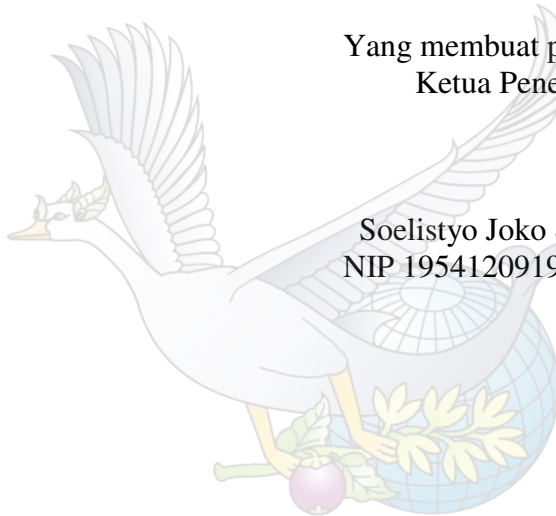 Yang membuat p
Ketua Pene
Soelistyo Joko
NIP 1954120919